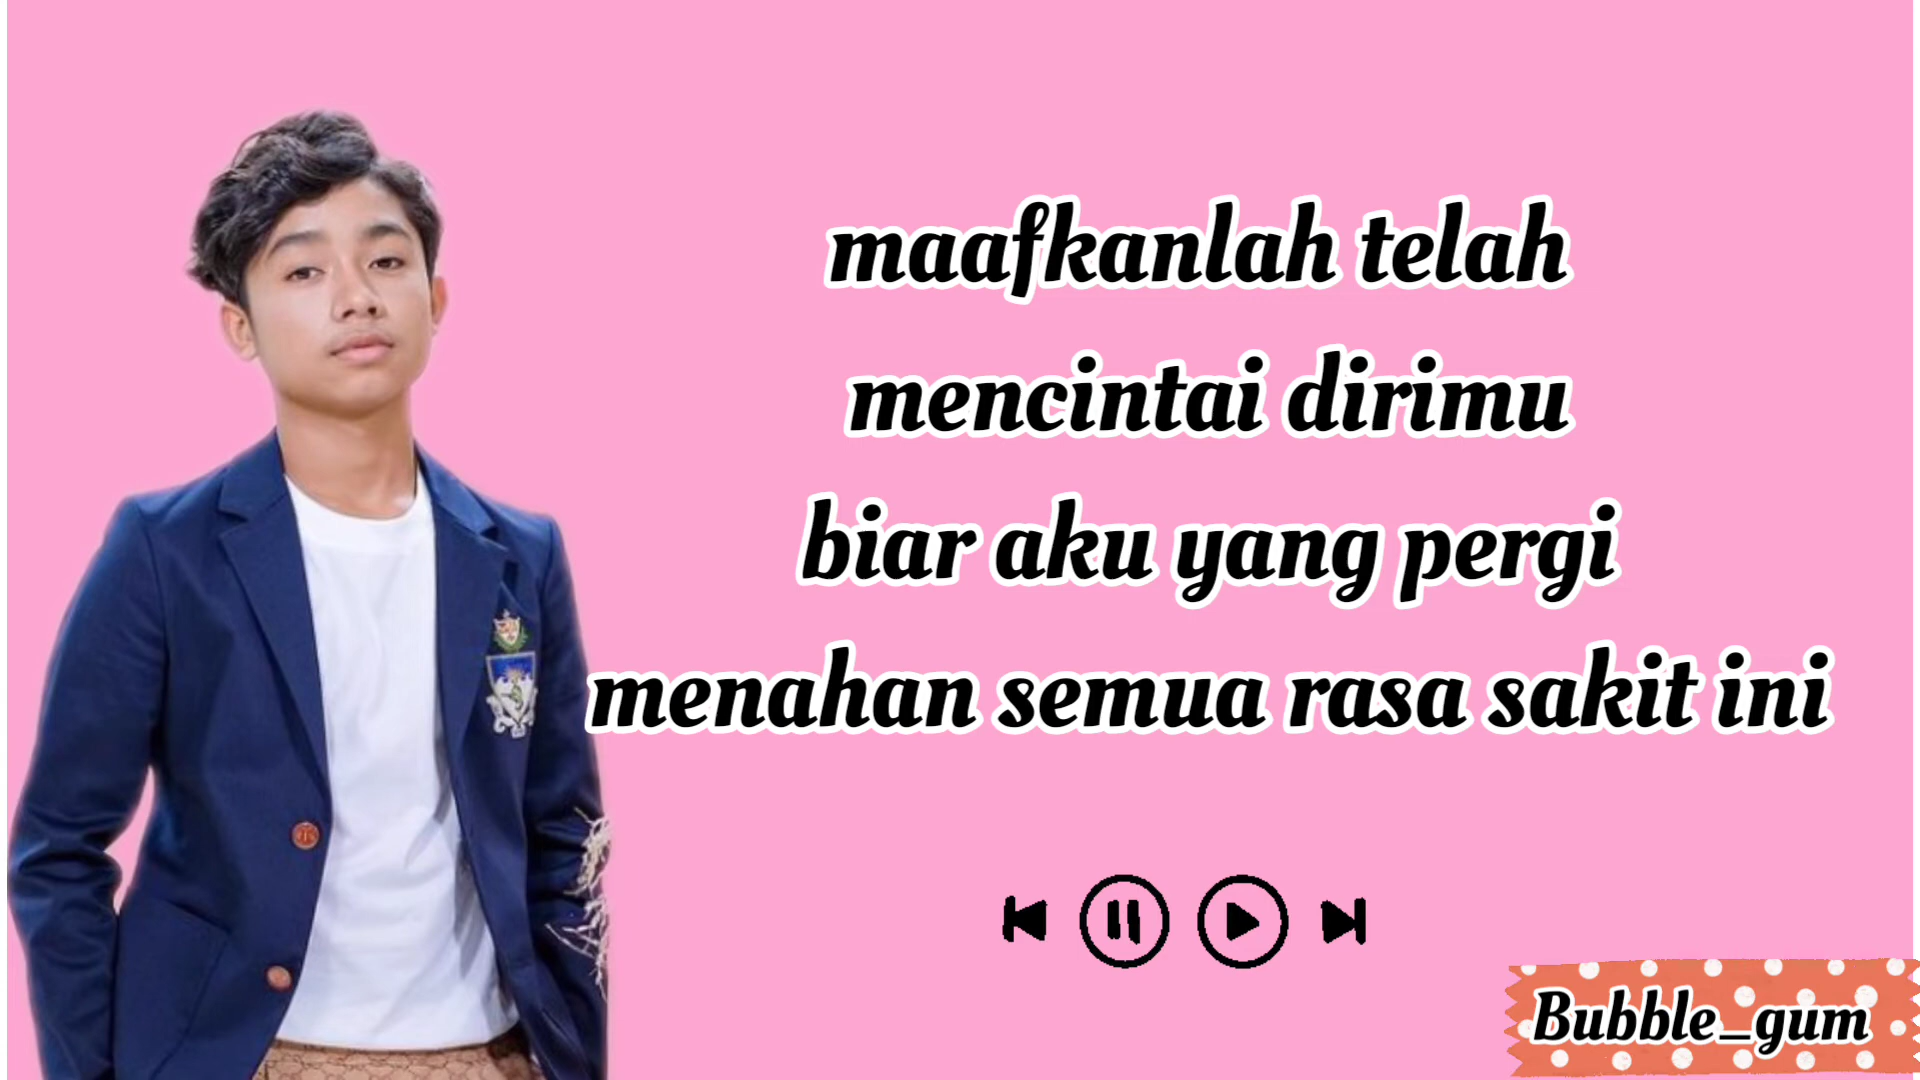 maafkanlah telah
mencintai dirimu
biar aku yang pergi
menahan semua rasa sakit ini
Bubble_gum